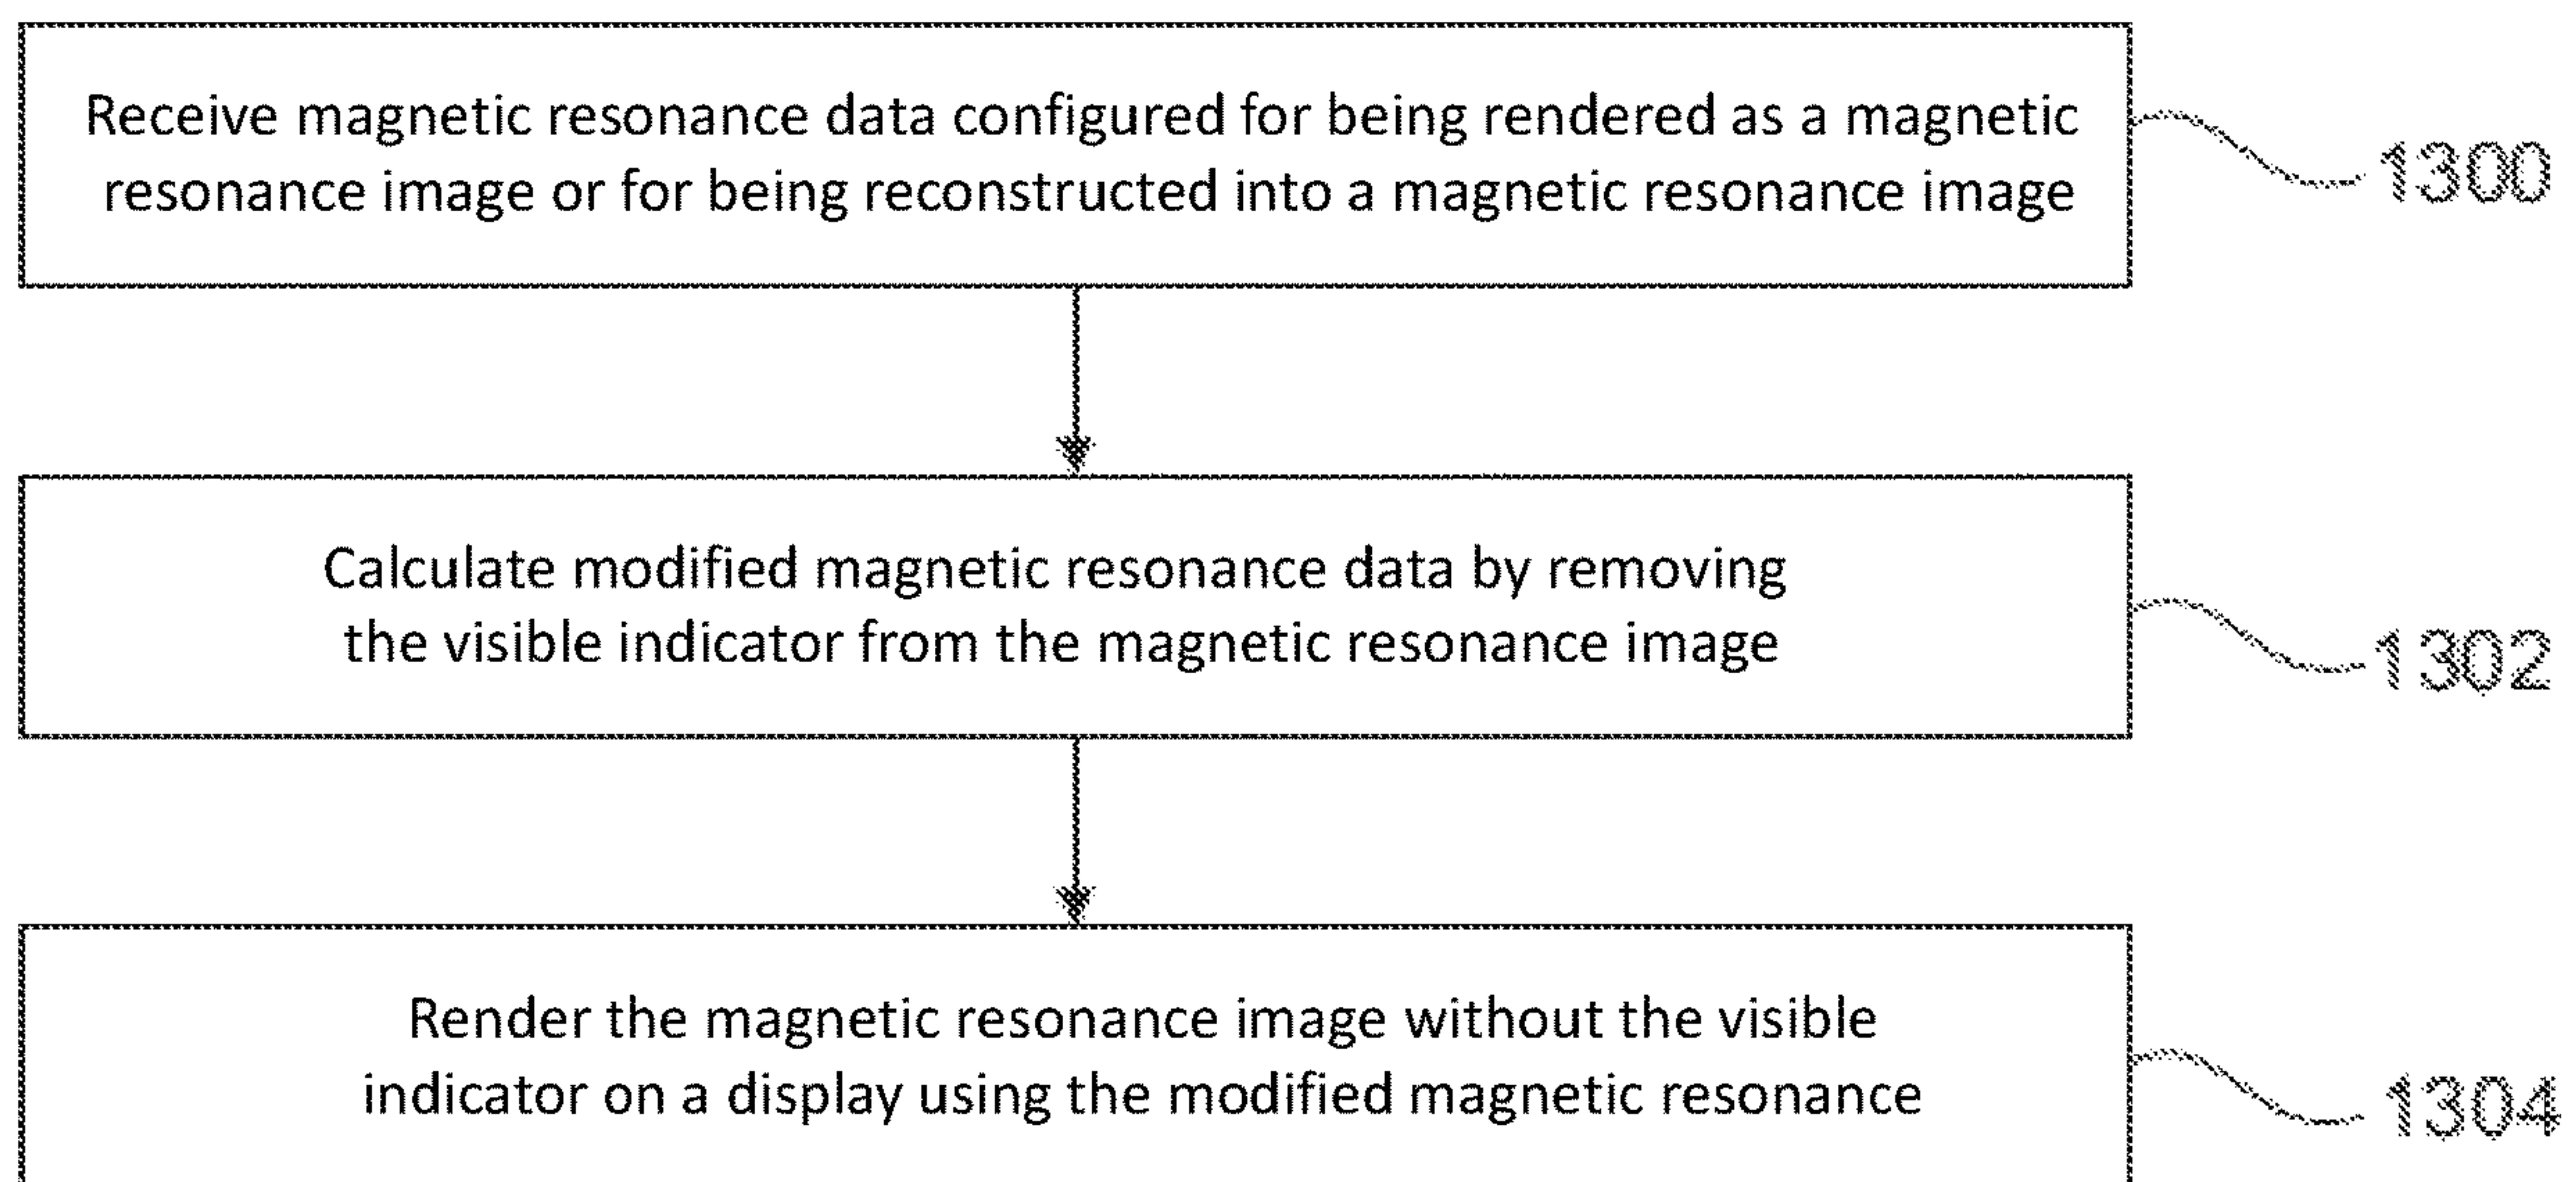 Receive magnetic resonance data configured for being rendered as a magnetic
resonance image or for being reconstructed into a magnetic resonance image
1300
Calculate modified magnetic resonance data by removing
the visible indicator from the magnetic resonance image
1302
Render the magnetic resonance image without the visible
indicator on a display using the modified magnetic resonance
1304